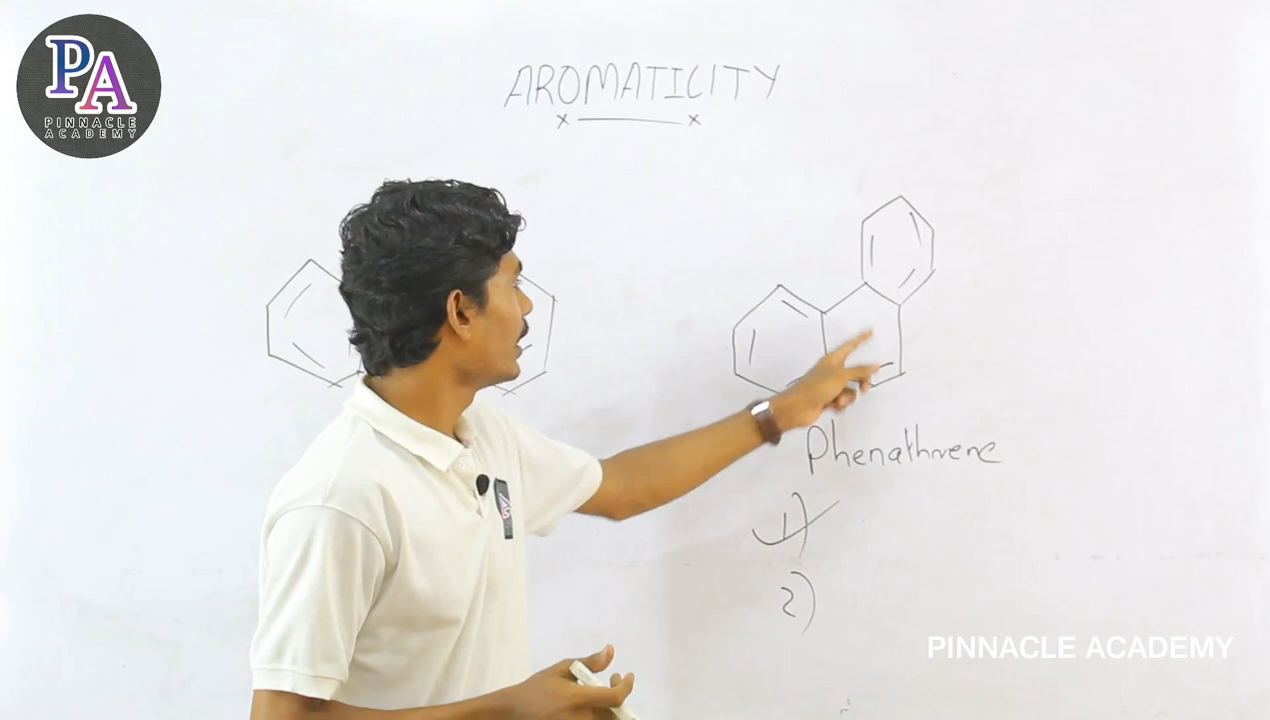 PA
PINNACLE
ACADEMY
AROMATICITY
Phenathrene
1)
2)
PINNACLE ACADEMY